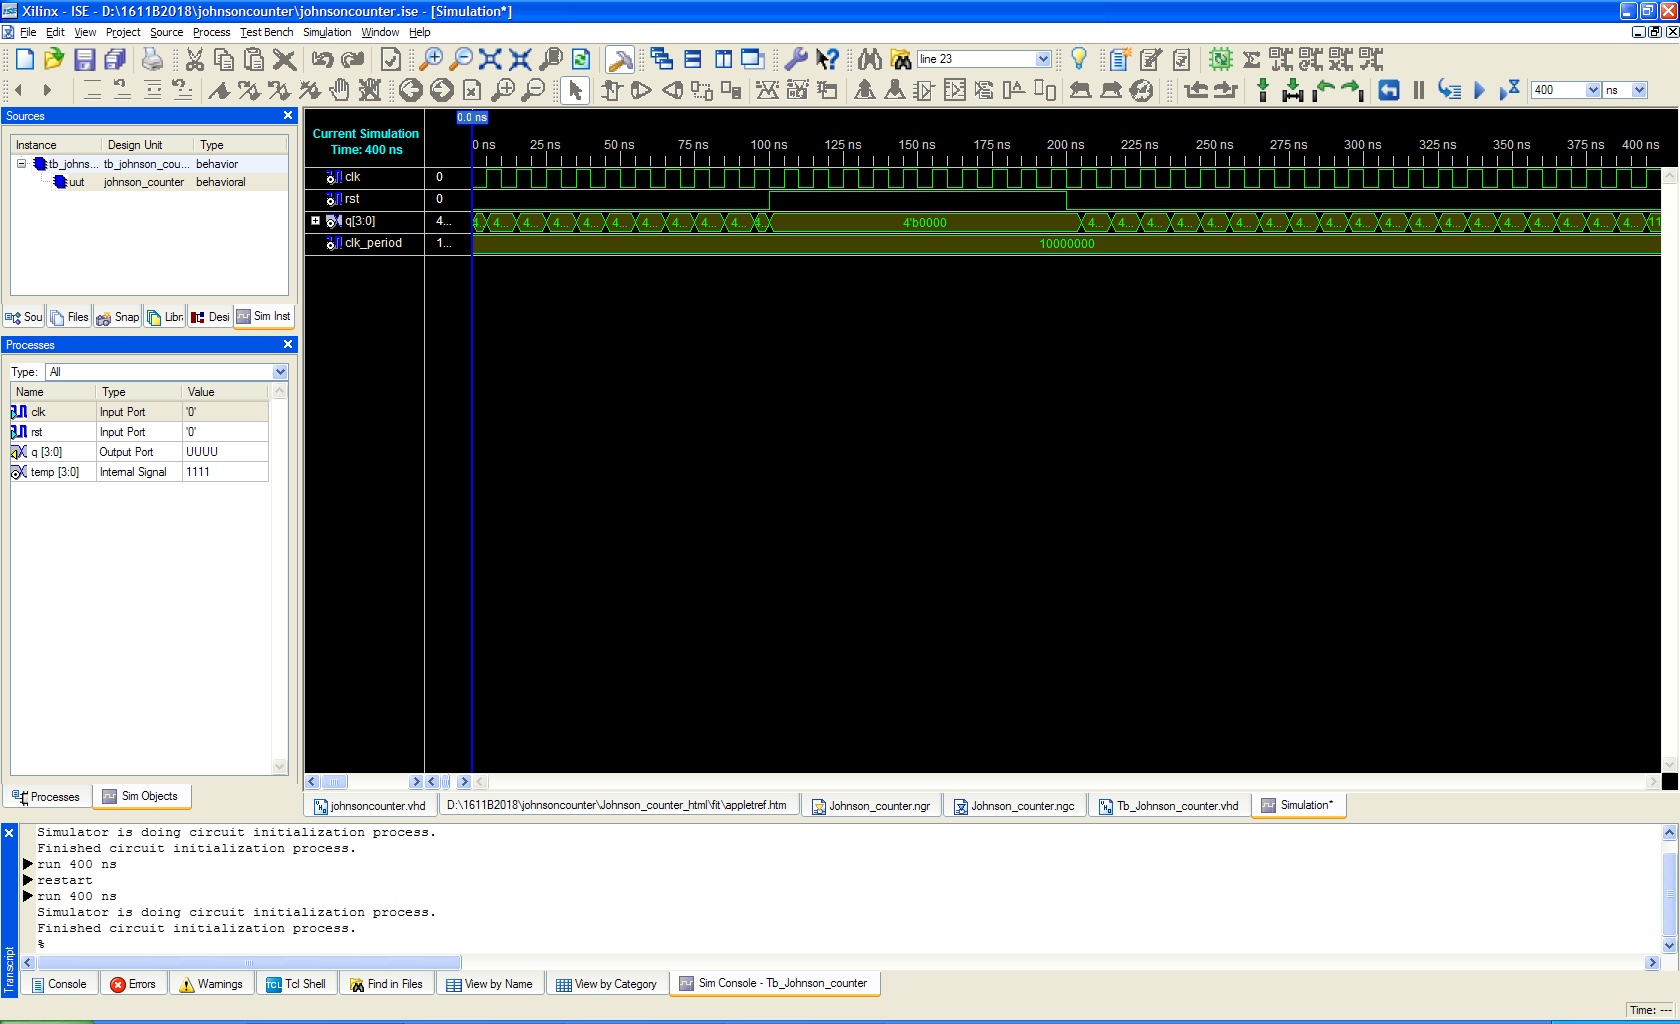 Xilinx - ISE - D:\1611B2018\johnsoncounter\johnsoncounter.ise - [Simulation*]
File Edit View Project Source Process Test Bench Simulation Window Help
line 23
400 ns
Sources
Instance Design Unit Type
tb_johns... tb_johnson_cou... behavior
uut johnson_counter behavioral
Sou Files Snap Libr Desi Sim Inst
Processes
Type: All
Name Type Value
clk Input Port '0'
rst Input Port '0'
q [3:0] Output Port UUUU
temp [3:0] Internal Signal 1111
Processes Sim Objects
0.0 ns
Current Simulation
Time: 400 ns
0 ns 25 ns 50 ns 75 ns 100 ns 125 ns 150 ns 175 ns 200 ns 225 ns 250 ns 275 ns 300 ns 325 ns 350 ns 375 ns 400 ns
clk 0
rst 0
q[3:0] 4... 4. 4... 4... 4... 4... 4... 4... 4... 4... 4... 4. 4'b0000 4... 4... 4... 4... 4... 4... 4... 4... 4... 4... 4... 4... 4... 4... 4... 4... 4... 4... 4... 11
clk_period 1... 10000000
johnsoncounter.vhd D:\1611B2018\johnsoncounter\Johnson_counter_html\fit\appletref.htm Johnson_counter.ngr Johnson_counter.ngc Tb_Johnson_counter.vhd Simulation*
Simulator is doing circuit initialization process.
Finished circuit initialization process.
run 400 ns
restart
run 400 ns
Simulator is doing circuit initialization process.
Finished circuit initialization process.
%
Transcript
Console Errors Warnings TCL Tcl Shell Find in Files View by Name View by Category Sim Console - Tb_Johnson_counter
Time: ---